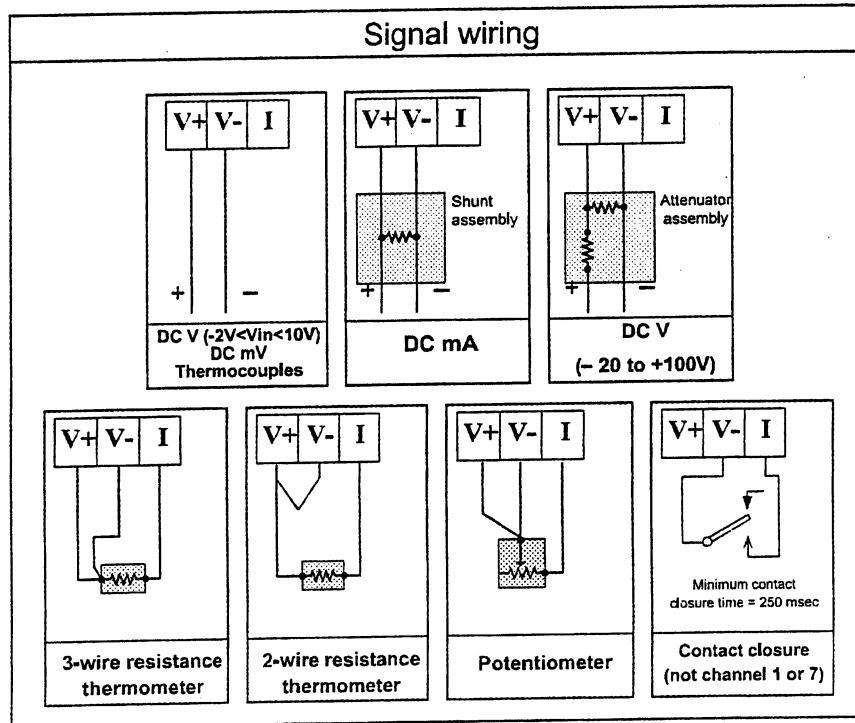 Signal wiring
V+ V- I
Shunt
assembly
+ −
DC V (-2V<Vin<10V)
DC mV
Thermocouples
V+ V- I
+ −
DC mA
V+ V- I
Attenuator
assembly
+ −
DC V
(− 20 to +100V)
V+ V- I
3-wire resistance
thermometer
V+ V- I
2-wire resistance
thermometer
V+ V- I
Potentiometer
V+ V- I
Minimum contact
closure time = 250 msec
Contact closure
(not channel 1 or 7)